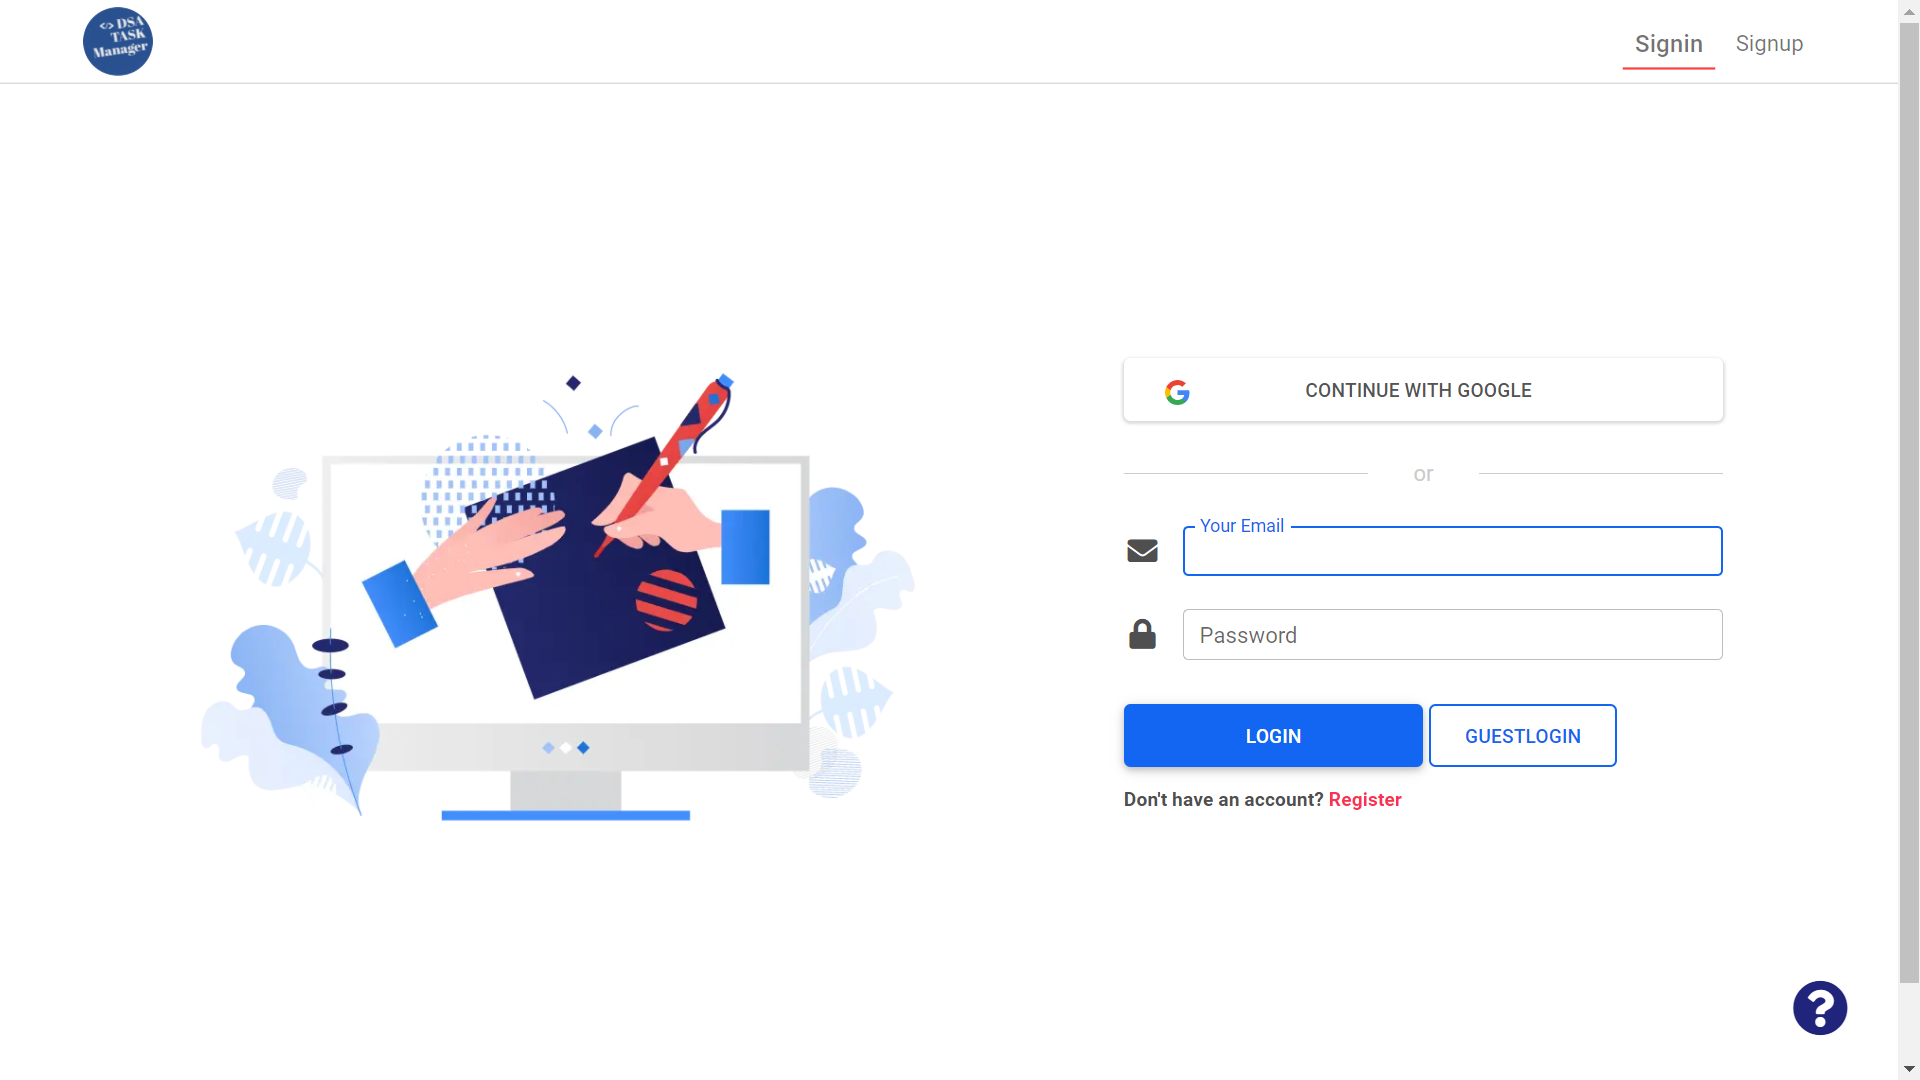 </> DSA
TASK
Manager
Signin
Signup
CONTINUE WITH GOOGLE
or
Your Email
Password
LOGIN
GUESTLOGIN
Don't have an account? Register